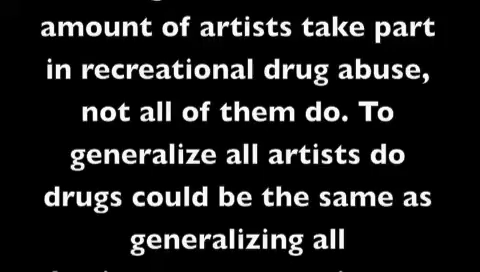 amount of artists take part
in recreational drug abuse,
not all of them do. To
generalize all artists do
drugs could be the same as
generalizing all